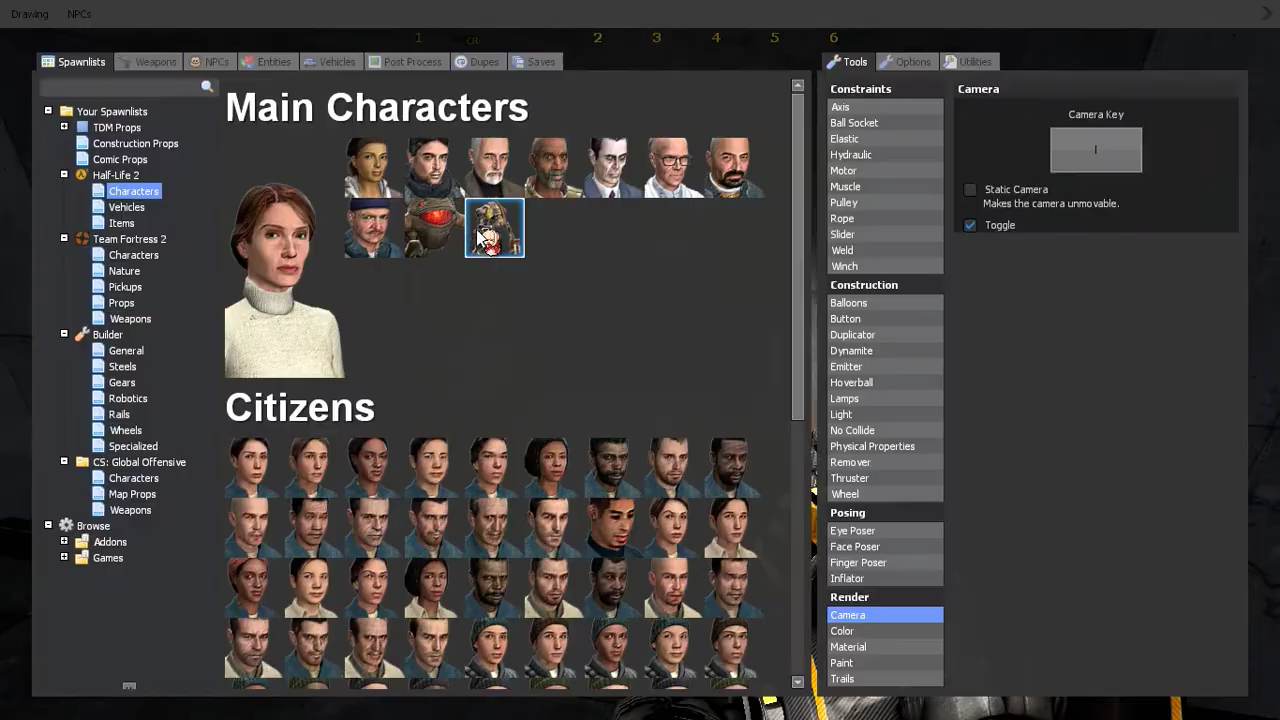 Drawing NPCs
1 2 3 4 5 6
Spawnlists Weapons NPCs Entities Vehicles Post Process Dupes Saves
Tools Options Utilities
Your Spawnlists
TDM Props
Construction Props
Comic Props
Half-Life 2
Characters
Vehicles
Items
Team Fortress 2
Characters
Nature
Pickups
Props
Weapons
Builder
General
Steels
Gears
Robotics
Rails
Wheels
Specialized
CS: Global Offensive
Characters
Map Props
Weapons
Browse
Addons
Games
Main Characters
Citizens
Constraints
Axis
Ball Socket
Elastic
Hydraulic
Motor
Muscle
Pulley
Rope
Slider
Weld
Winch
Construction
Balloons
Button
Duplicator
Dynamite
Emitter
Hoverball
Lamps
Light
No Collide
Physical Properties
Remover
Thruster
Wheel
Posing
Eye Poser
Face Poser
Finger Poser
Inflator
Render
Camera
Color
Material
Paint
Trails
Camera
Camera Key
Static Camera
Makes the camera unmovable.
Toggle